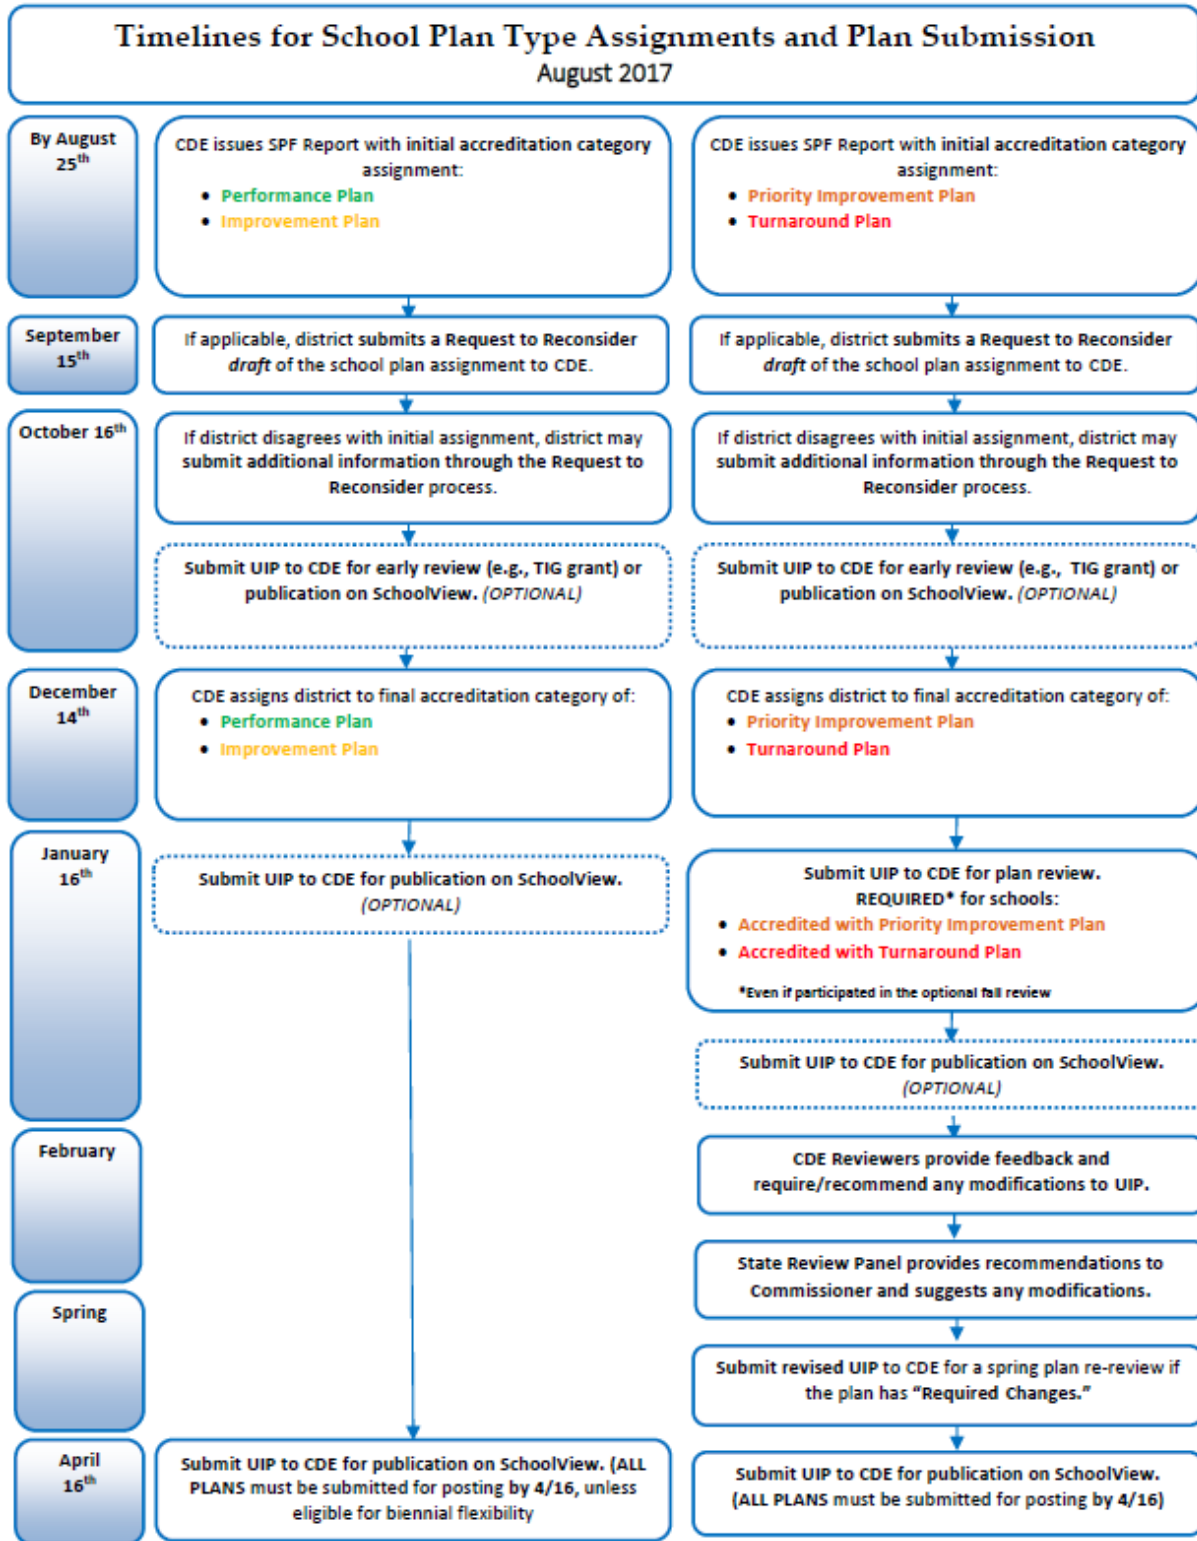 Timelines for School Plan Type Assignments and Plan Submission
August 2017
By August
25th
CDE issues SPF Report with initial accreditation category
assignment:
• Performance Plan
• Improvement Plan
CDE issues SPF Report with initial accreditation category
assignment:
• Priority Improvement Plan
• Turnaround Plan
September
15th
If applicable, district submits a Request to Reconsider
draft of the school plan assignment to CDE.
If applicable, district submits a Request to Reconsider
draft of the school plan assignment to CDE.
October 16th
If district disagrees with initial assignment, district may
submit additional information through the Request to
Reconsider process.
If district disagrees with initial assignment, district may
submit additional information through the Request to
Reconsider process.
Submit UIP to CDE for early review (e.g., TIG grant) or
publication on SchoolView. (OPTIONAL)
Submit UIP to CDE for early review (e.g., TIG grant) or
publication on SchoolView. (OPTIONAL)
December
14th
CDE assigns district to final accreditation category of:
• Performance Plan
• Improvement Plan
CDE assigns district to final accreditation category of:
• Priority Improvement Plan
• Turnaround Plan
January
16th
Submit UIP to CDE for publication on SchoolView.
(OPTIONAL)
Submit UIP to CDE for plan review.
REQUIRED* for schools:
• Accredited with Priority Improvement Plan
• Accredited with Turnaround Plan
*Even if participated in the optional fall review
Submit UIP to CDE for publication on SchoolView.
(OPTIONAL)
February
CDE Reviewers provide feedback and
require/recommend any modifications to UIP.
State Review Panel provides recommendations to
Commissioner and suggests any modifications.
Spring
Submit revised UIP to CDE for a spring plan re-review if
the plan has “Required Changes.”
April
16th
Submit UIP to CDE for publication on SchoolView. (ALL
PLANS must be submitted for posting by 4/16, unless
eligible for biennial flexibility
Submit UIP to CDE for publication on SchoolView.
(ALL PLANS must be submitted for posting by 4/16)